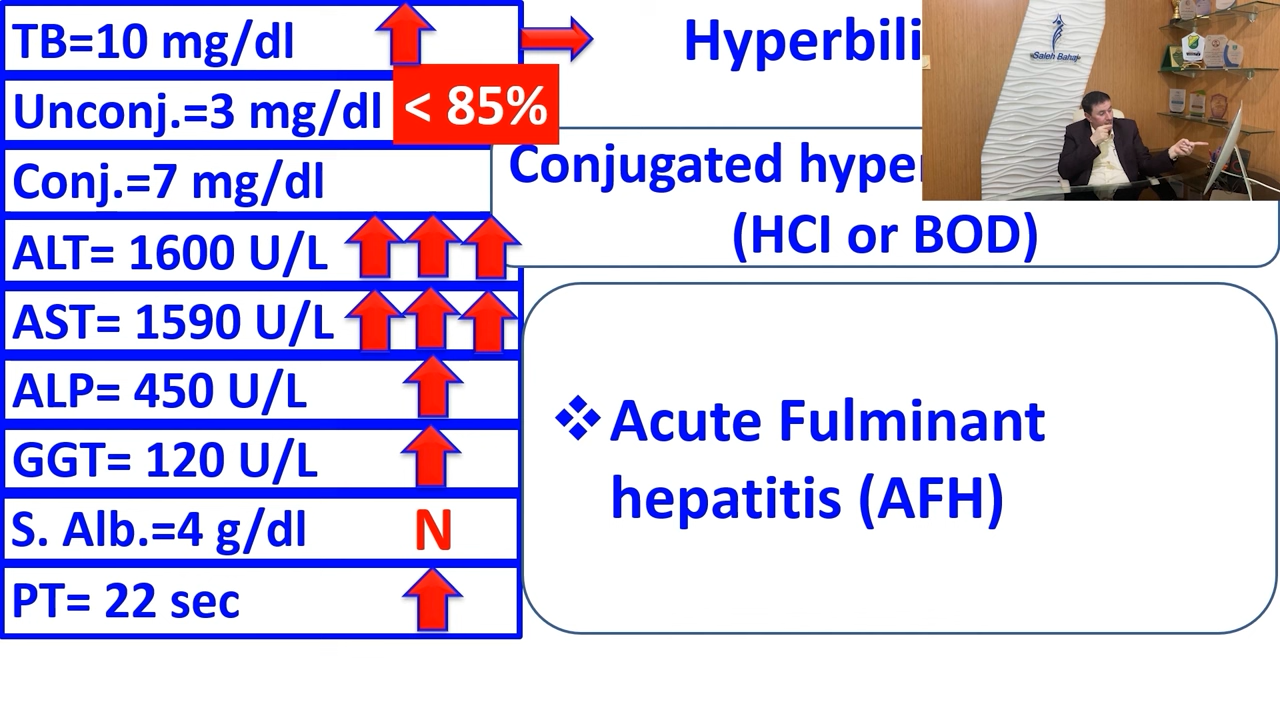 TB=10 mg/dl
Unconj.=3 mg/dl
< 85%
Conj.=7 mg/dl
ALT= 1600 U/L
AST= 1590 U/L
ALP= 450 U/L
GGT= 120 U/L
S. Alb.=4 g/dl
N
PT= 22 sec
Hyperbili
Conjugated hyper
(HCI or BOD)
❖Acute Fulminant
hepatitis (AFH)
Saleh Bahaj